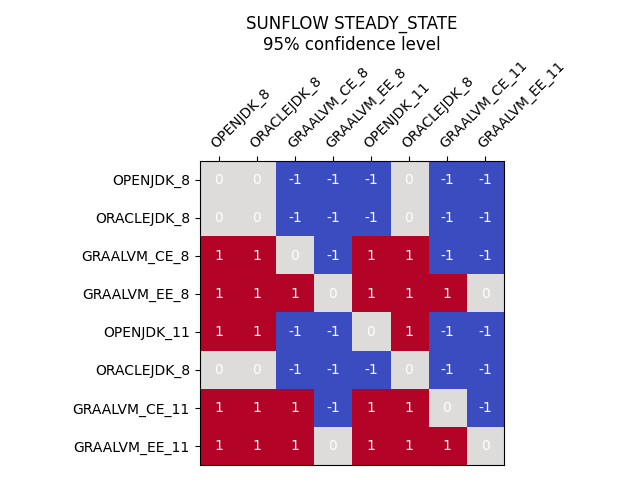 SUNFLOW STEADY_STATE
95% confidence level
OPENJDK_8 ORACLEJDK_8 GRAALVM_CE_8 GRAALVM_EE_8 OPENJDK_11 ORACLEJDK_8 GRAALVM_CE_11 GRAALVM_EE_11
OPENJDK_8 0 0 -1 -1 -1 0 -1 -1
ORACLEJDK_8 0 0 -1 -1 -1 0 -1 -1
GRAALVM_CE_8 1 1 0 -1 1 1 -1 -1
GRAALVM_EE_8 1 1 1 0 1 1 1 0
OPENJDK_11 1 1 -1 -1 0 1 -1 -1
ORACLEJDK_8 0 0 -1 -1 -1 0 -1 -1
GRAALVM_CE_11 1 1 1 -1 1 1 0 -1
GRAALVM_EE_11 1 1 1 0 1 1 1 0